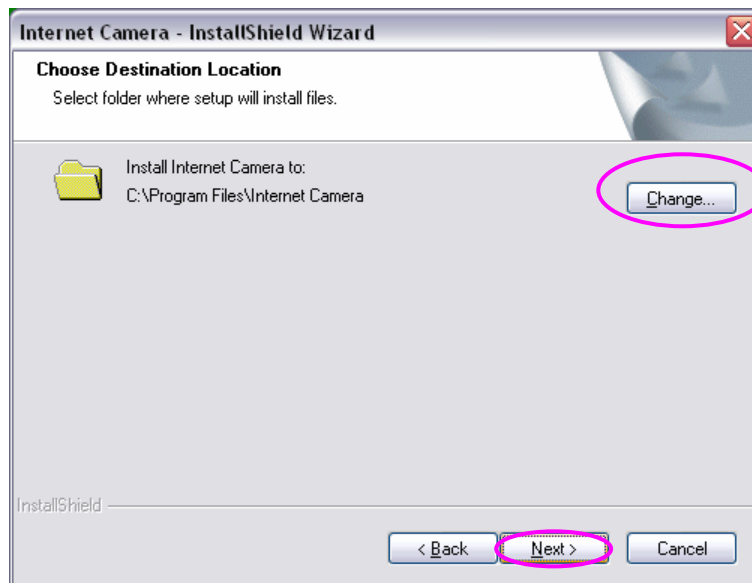 Internet Camera - InstallShield Wizard
Choose Destination Location
Select folder where setup will install files.
Install Internet Camera to:
C:\Program Files\Internet Camera
Change...
InstallShield
< Back
Next >
Cancel